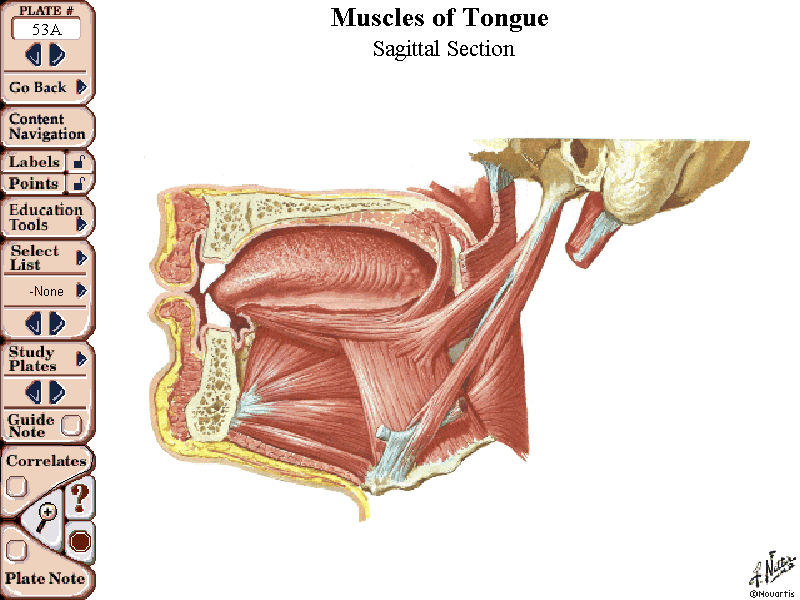 PLATE #
53A
Go Back
Content
Navigation
Labels
Points
Education
Tools
Select
List
-None
Study
Plates
Guide
Note
Correlates
?
Plate Note
Muscles of Tongue
Sagittal Section
F. Netter
©Novartis